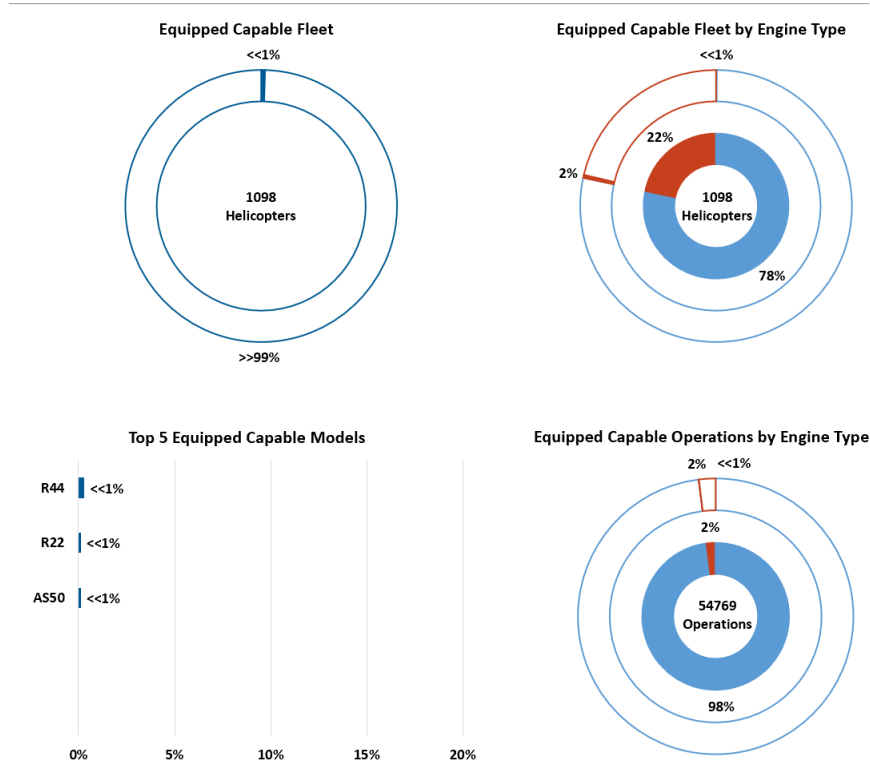 Equipped Capable Fleet
<<1%
1098
Helicopters
>>99%
Equipped Capable Fleet by Engine Type
<<1%
22%
2%
1098
Helicopters
78%
Top 5 Equipped Capable Models
R44
<<1%
R22
<<1%
AS50
<<1%
0%
5%
10%
15%
20%
Equipped Capable Operations by Engine Type
2%
<<1%
2%
54769
Operations
98%